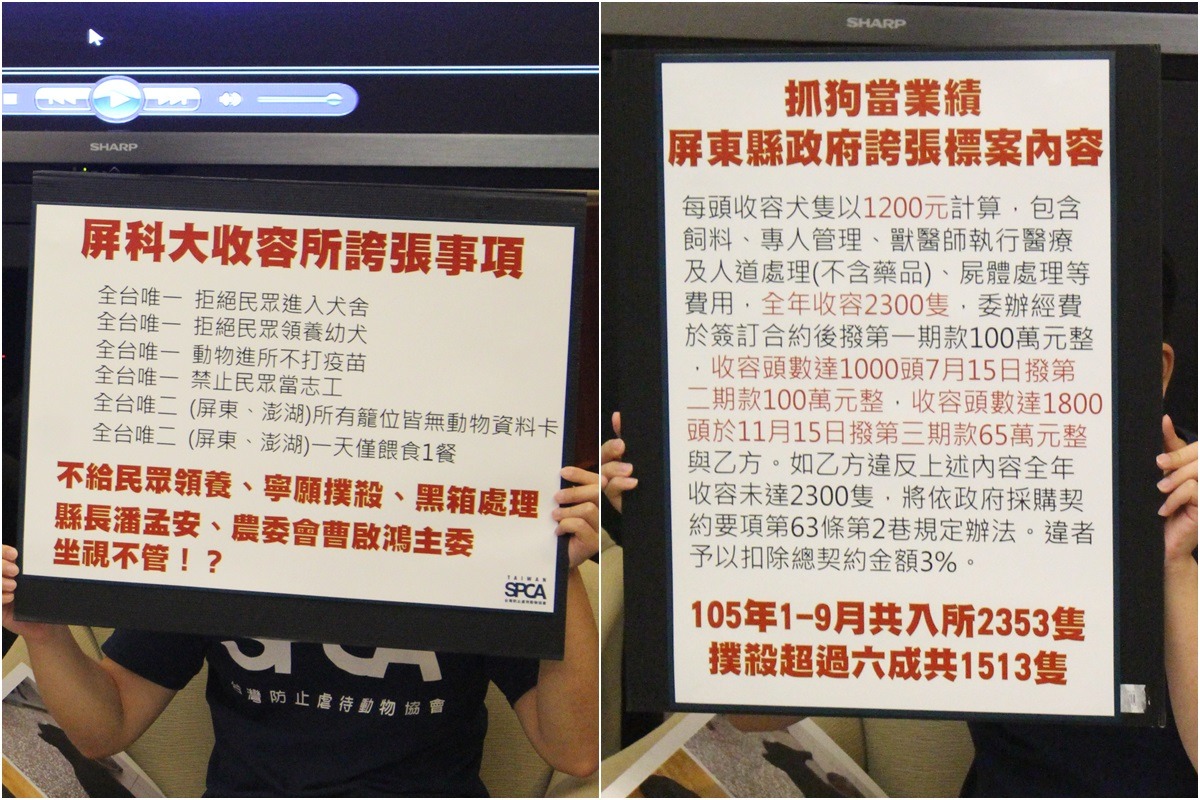 SHARP
屏科大收容所誇張事項
全台唯一 拒絕民眾進入犬舍
全台唯一 拒絕民眾領養幼犬
全台唯一 動物進所不打疫苗
全台唯一 禁止民眾當志工
全台唯二 (屏東、澎湖)所有籠位皆無動物資料卡
全台唯二 (屏東、澎湖)一天僅餵食1餐
不給民眾領養、寧願撲殺、黑箱處理
縣長潘孟安、農委會曹啟鴻主委
坐視不管！？
TAIWAN
SPCA
台灣防止虐待動物協會
SPCA
台灣防止虐待動物協會
SHARP
抓狗當業績
屏東縣政府誇張標案內容
每頭收容犬隻以1200元計算，包含
飼料、專人管理、獸醫師執行醫療
及人道處理(不含藥品)、屍體處理等
費用，全年收容2300隻，委辦經費
於簽訂合約後撥第一期款100萬元整
，收容頭數達1000頭7月15日撥第
二期款100萬元整，收容頭數達1800
頭於11月15日撥第三期款65萬元整
與乙方。如乙方違反上述內容全年
收容未達2300隻，將依政府採購契
約要項第63條第2巷規定辦法。違者
予以扣除總契約金額3%。
105年1-9月共入所2353隻
撲殺超過六成共1513隻